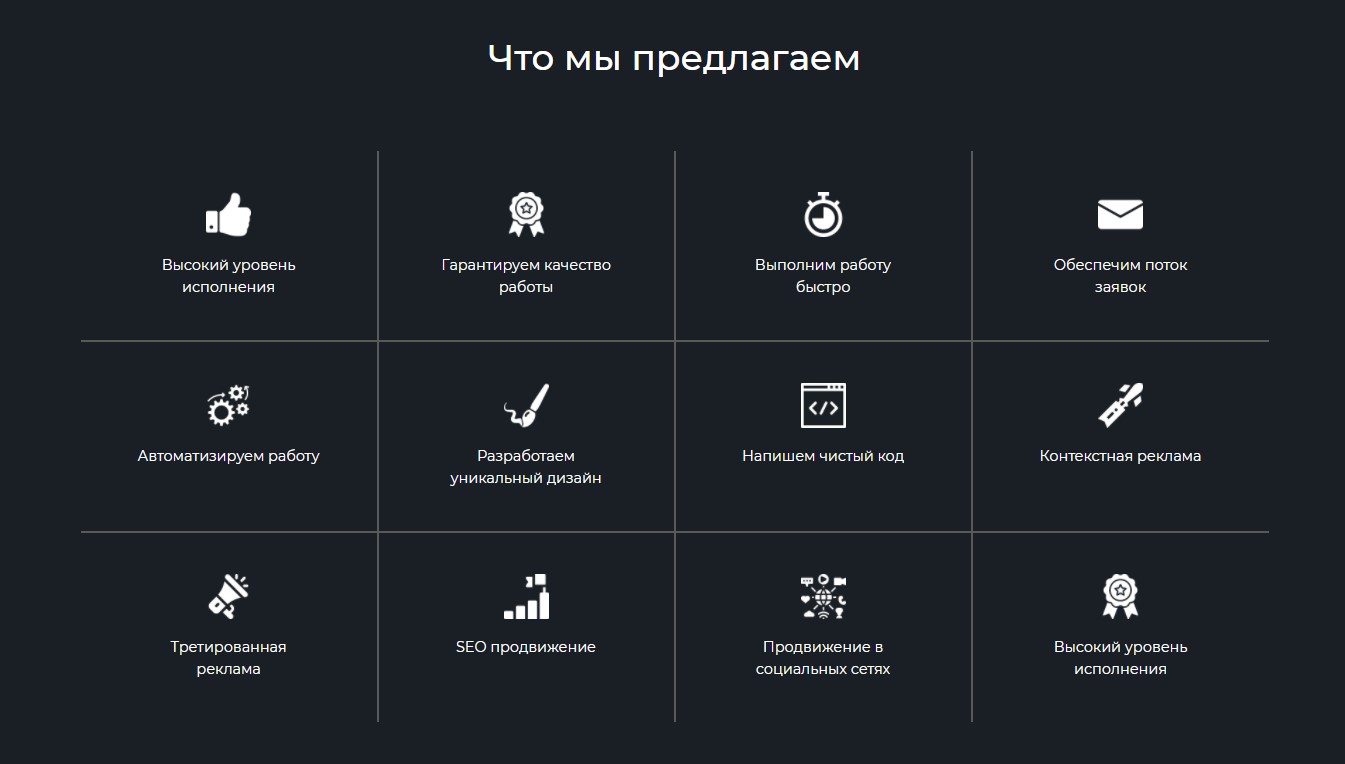 Что мы предлагаем
Высокий уровень
исполнения
Гарантируем качество
работы
Выполним работу
быстро
Обеспечим поток
заявок
Автоматизируем работу
Разработаем
уникальный дизайн
Напишем чистый код
Контекстная реклама
Третированная
реклама
SEO продвижение
Продвижение в
социальных сетях
Высокий уровень
исполнения